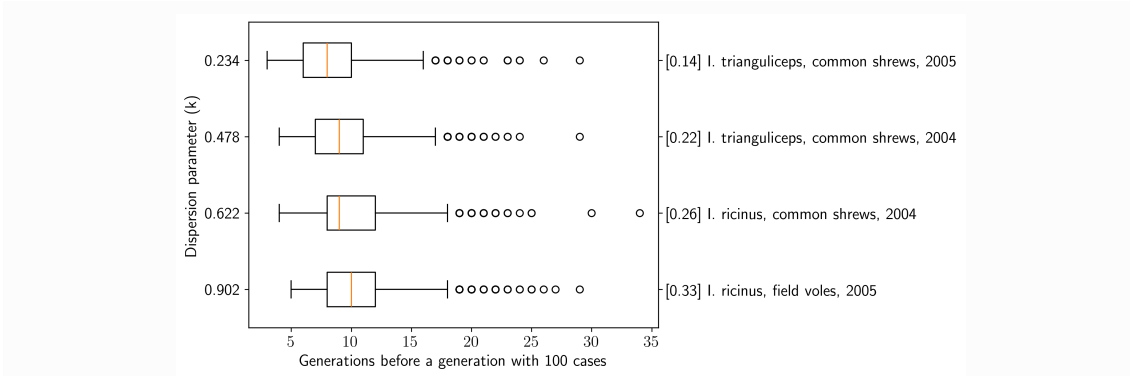 Dispersion parameter (k)
0.234
[0.14] I. trianguliceps, common shrews, 2005
0.478
[0.22] I. trianguliceps, common shrews, 2004
0.622
[0.26] I. ricinus, common shrews, 2004
0.902
[0.33] I. ricinus, field voles, 2005
5 10 15 20 25 30 35
Generations before a generation with 100 cases